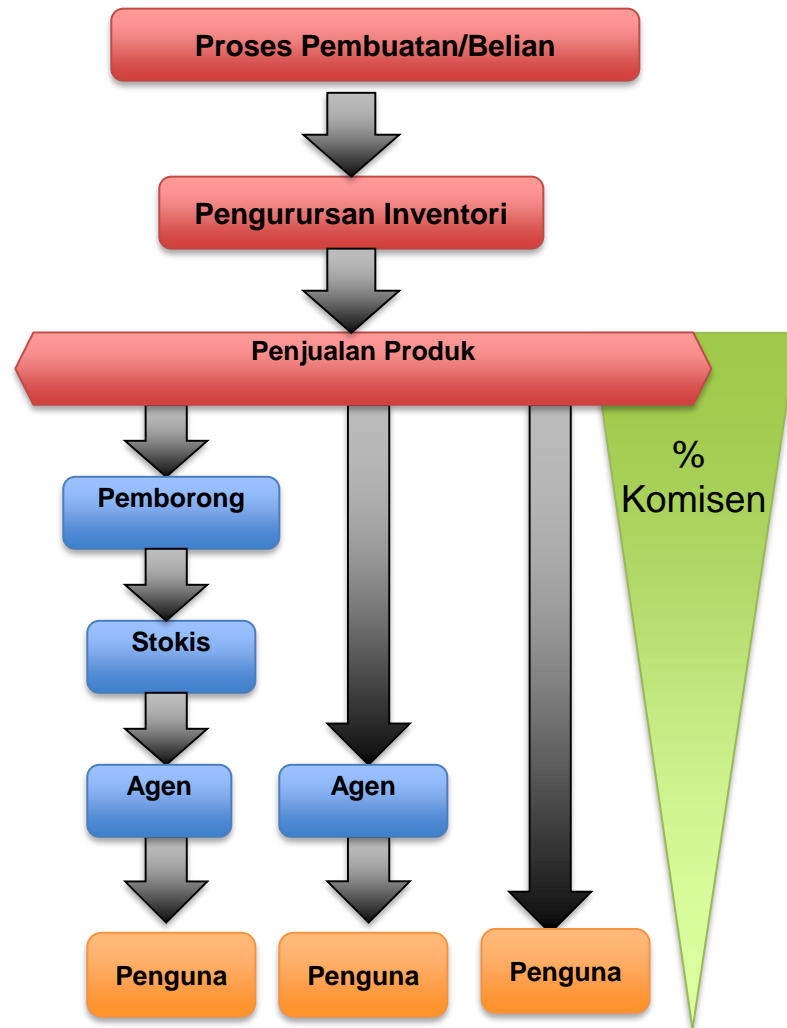 Proses Pembuatan/Belian
Pengurursan Inventori
Penjualan Produk
%
Komisen
Pemborong
Stokis
Agen
Agen
Penguna
Penguna
Penguna